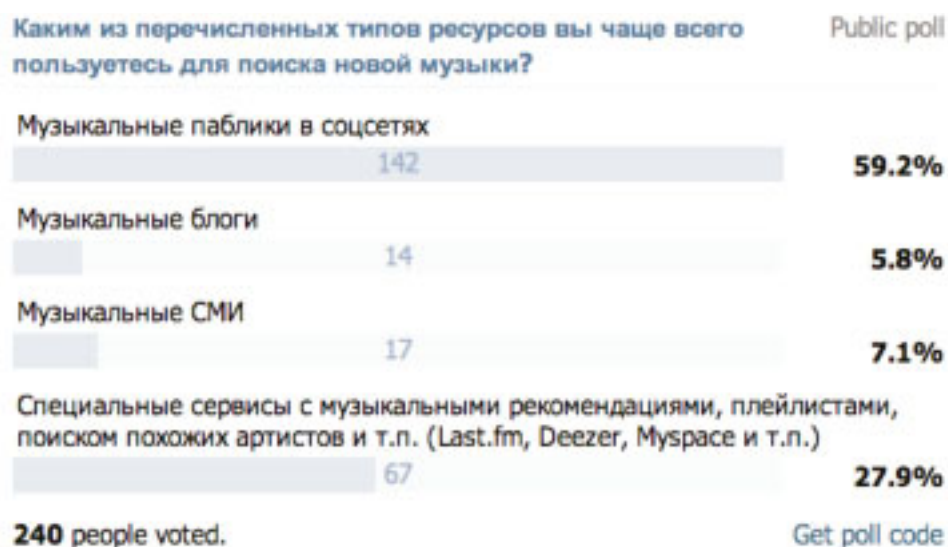 Каким из перечисленных типов ресурсов вы чаще всего Public poll
пользуетесь для поиска новой музыки?
Музыкальные паблики в соцсетях
142 59.2%
Музыкальные блоги
14 5.8%
Музыкальные СМИ
17 7.1%
Специальные сервисы с музыкальными рекомендациями, плейлистами,
поиском похожих артистов и т.п. (Last.fm, Deezer, Myspace и т.п.)
67 27.9%
240 people voted. Get poll code